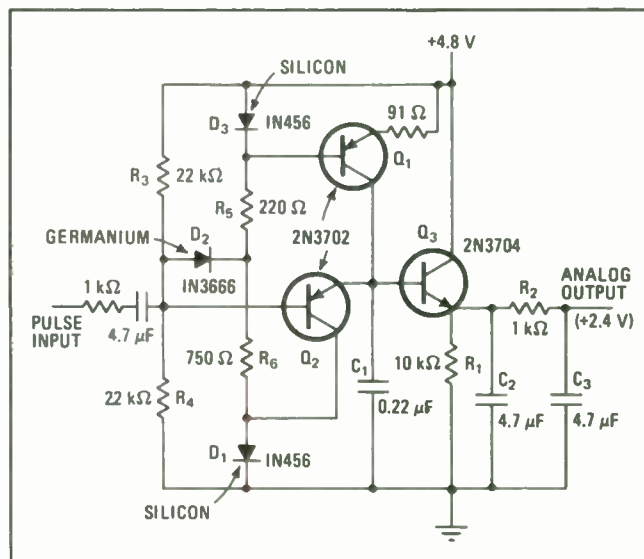 +4.8 V
SILICON
D3 IN456
91 Ω
Q1
R3 22 kΩ
R5 220 Ω
2N3702
GERMANIUM
D2
IN3666
Q3
2N3704
1 kΩ
PULSE
INPUT
4.7 µF
Q2
R2
1 kΩ
ANALOG
OUTPUT
(+2.4 V)
750 Ω R6
22 kΩ R4
C1
0.22 µF
10 kΩ R1
C2
4.7 µF
C3
4.7 µF
D1 IN456
SILICON